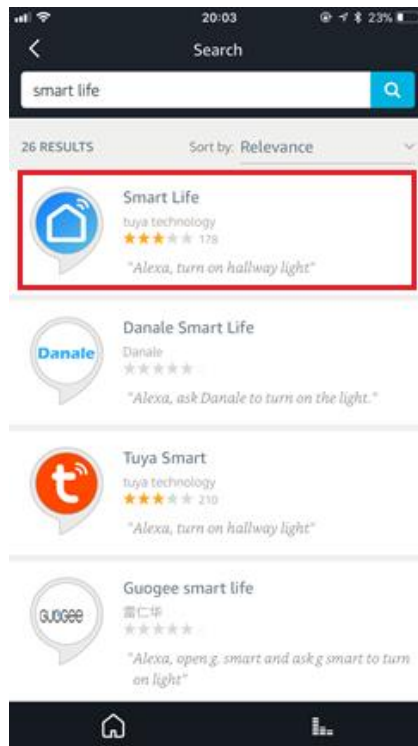 20:03
23%
Search
smart life
26 RESULTS
Sort by: Relevance
Smart Life
tuya technology
178
"Alexa, turn on hallway light"
Danale
Danale Smart Life
Danale
"Alexa, ask Danale to turn on the light."
t
Tuya Smart
tuya technology
210
"Alexa, turn on hallway light"
GUOGEE
Guogee smart life
雷仁华
"Alexa, open g. smart and ask g smart to turn
on light"